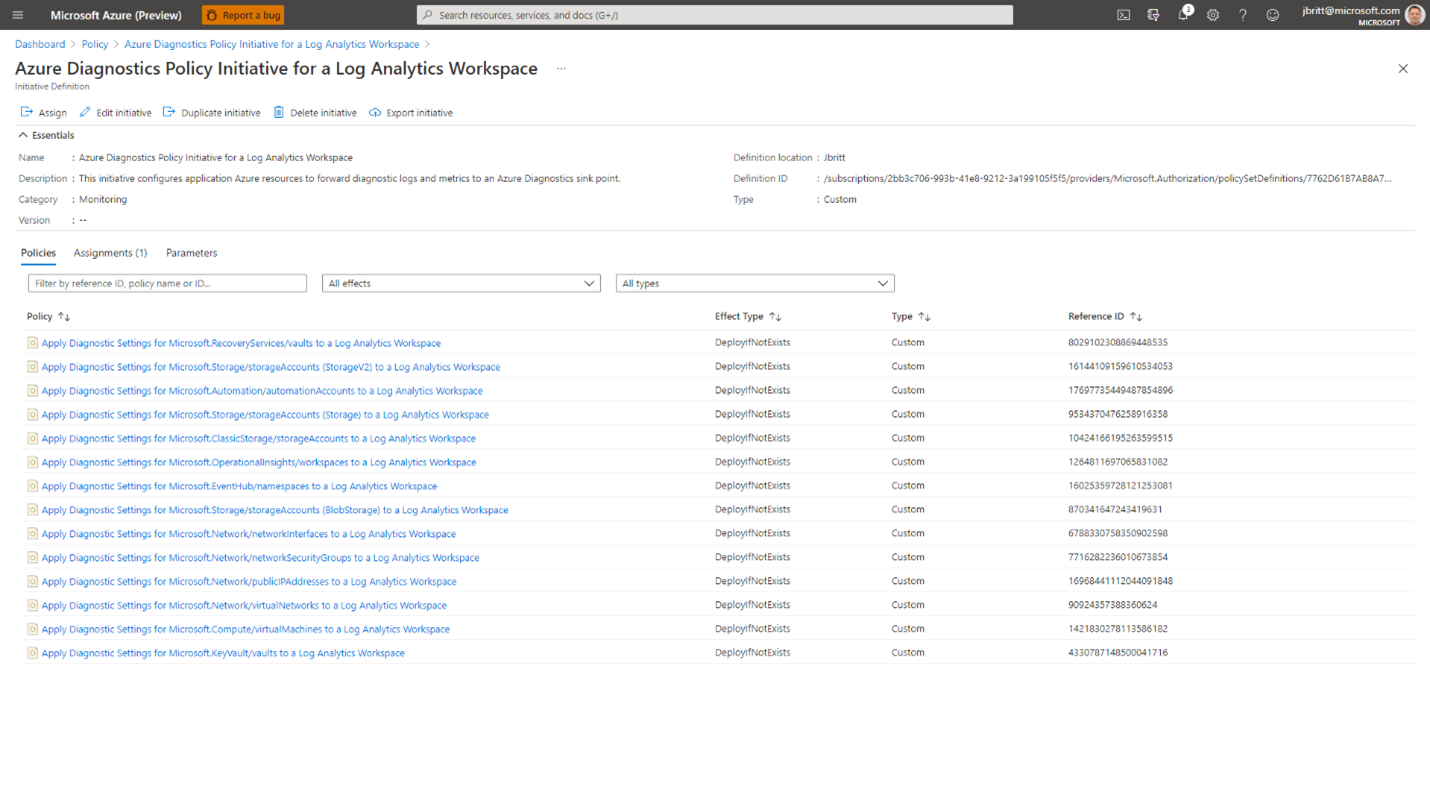 Microsoft Azure (Preview) Report a bug Search resources, services, and docs (G+/) 3 jbritt@microsoft.com
MICROSOFT
Dashboard > Policy > Azure Diagnostics Policy Initiative for a Log Analytics Workspace >
Azure Diagnostics Policy Initiative for a Log Analytics Workspace ...
Initiative Definition
Assign Edit initiative Duplicate initiative Delete initiative Export initiative
Essentials
Name : Azure Diagnostics Policy Initiative for a Log Analytics Workspace Definition location : Jbritt
Description : This initiative configures application Azure resources to forward diagnostic logs and metrics to an Azure Diagnostics sink point. Definition ID : /subscriptions/2bb3c706-993b-41e8-9212-3a199105f5f5/providers/Microsoft.Authorization/policySetDefinitions/7762D61B7AB8A7...
Category : Monitoring Type : Custom
Version : --
Policies Assignments (1) Parameters
Filter by reference ID, policy name or ID... All effects All types
Policy Effect Type Type Reference ID
Apply Diagnostic Settings for Microsoft.RecoveryServices/vaults to a Log Analytics Workspace DeployIfNotExists Custom 8029102308869448535
Apply Diagnostic Settings for Microsoft.Storage/storageAccounts (StorageV2) to a Log Analytics Workspace DeployIfNotExists Custom 16144109159610534053
Apply Diagnostic Settings for Microsoft.Automation/automationAccounts to a Log Analytics Workspace DeployIfNotExists Custom 17697735449487854896
Apply Diagnostic Settings for Microsoft.Storage/storageAccounts (Storage) to a Log Analytics Workspace DeployIfNotExists Custom 9534370476258916358
Apply Diagnostic Settings for Microsoft.ClassicStorage/storageAccounts to a Log Analytics Workspace DeployIfNotExists Custom 10424166195263599515
Apply Diagnostic Settings for Microsoft.OperationalInsights/workspaces to a Log Analytics Workspace DeployIfNotExists Custom 1264811697065831082
Apply Diagnostic Settings for Microsoft.EventHub/namespaces to a Log Analytics Workspace DeployIfNotExists Custom 16025359728121253081
Apply Diagnostic Settings for Microsoft.Storage/storageAccounts (BlobStorage) to a Log Analytics Workspace DeployIfNotExists Custom 870341647243419631
Apply Diagnostic Settings for Microsoft.Network/networkInterfaces to a Log Analytics Workspace DeployIfNotExists Custom 6788330758350902598
Apply Diagnostic Settings for Microsoft.Network/networkSecurityGroups to a Log Analytics Workspace DeployIfNotExists Custom 7716282236010673854
Apply Diagnostic Settings for Microsoft.Network/publicIPAddresses to a Log Analytics Workspace DeployIfNotExists Custom 16968441112044091848
Apply Diagnostic Settings for Microsoft.Network/virtualNetworks to a Log Analytics Workspace DeployIfNotExists Custom 90924357388360624
Apply Diagnostic Settings for Microsoft.Compute/virtualMachines to a Log Analytics Workspace DeployIfNotExists Custom 1421830278113586182
Apply Diagnostic Settings for Microsoft.KeyVault/vaults to a Log Analytics Workspace DeployIfNotExists Custom 4330787148500041716